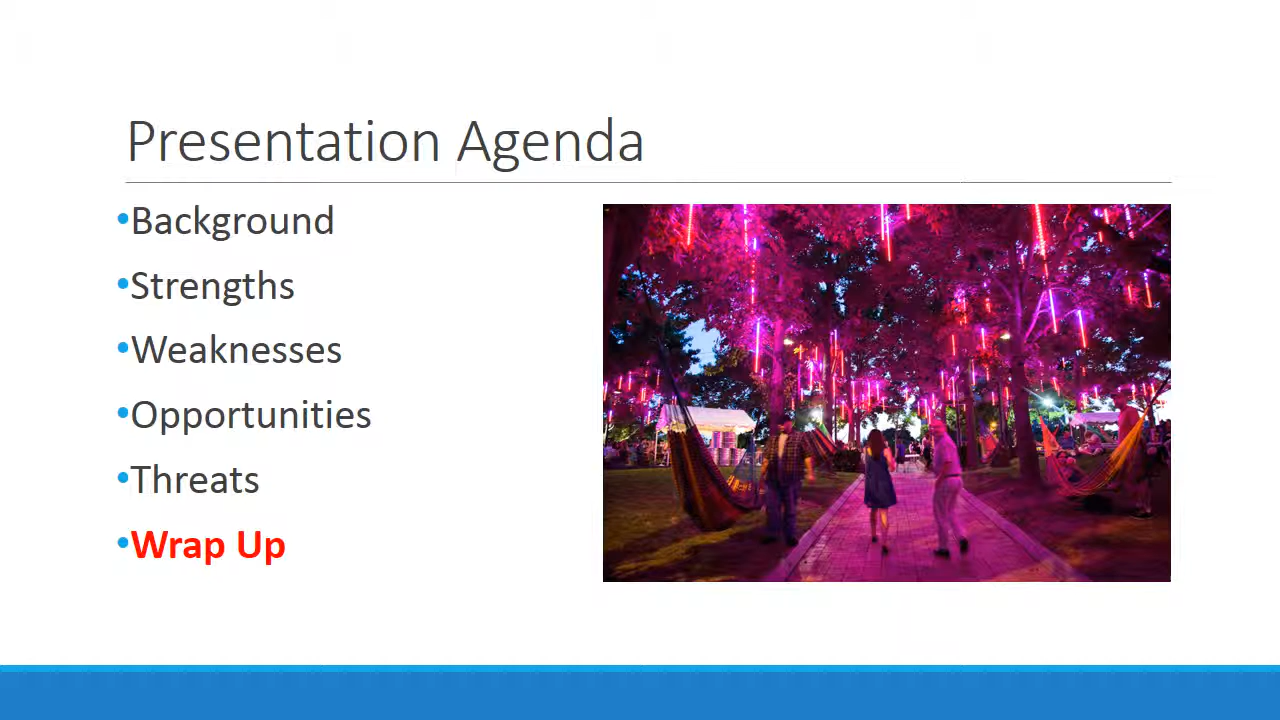 Presentation Agenda
•Background
•Strengths
•Weaknesses
•Opportunities
•Threats
•Wrap Up